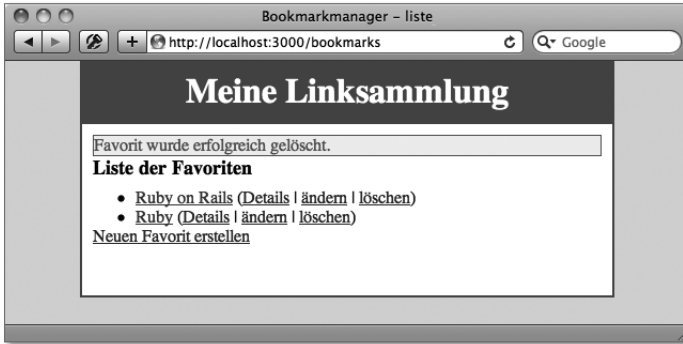 Bookmarkmanager – liste
http://localhost:3000/bookmarks
Google
Meine Linksammlung
Favorit wurde erfolgreich gelöscht.
Liste der Favoriten
• Ruby on Rails (Details | ändern | löschen)
• Ruby (Details | ändern | löschen)
Neuen Favorit erstellen